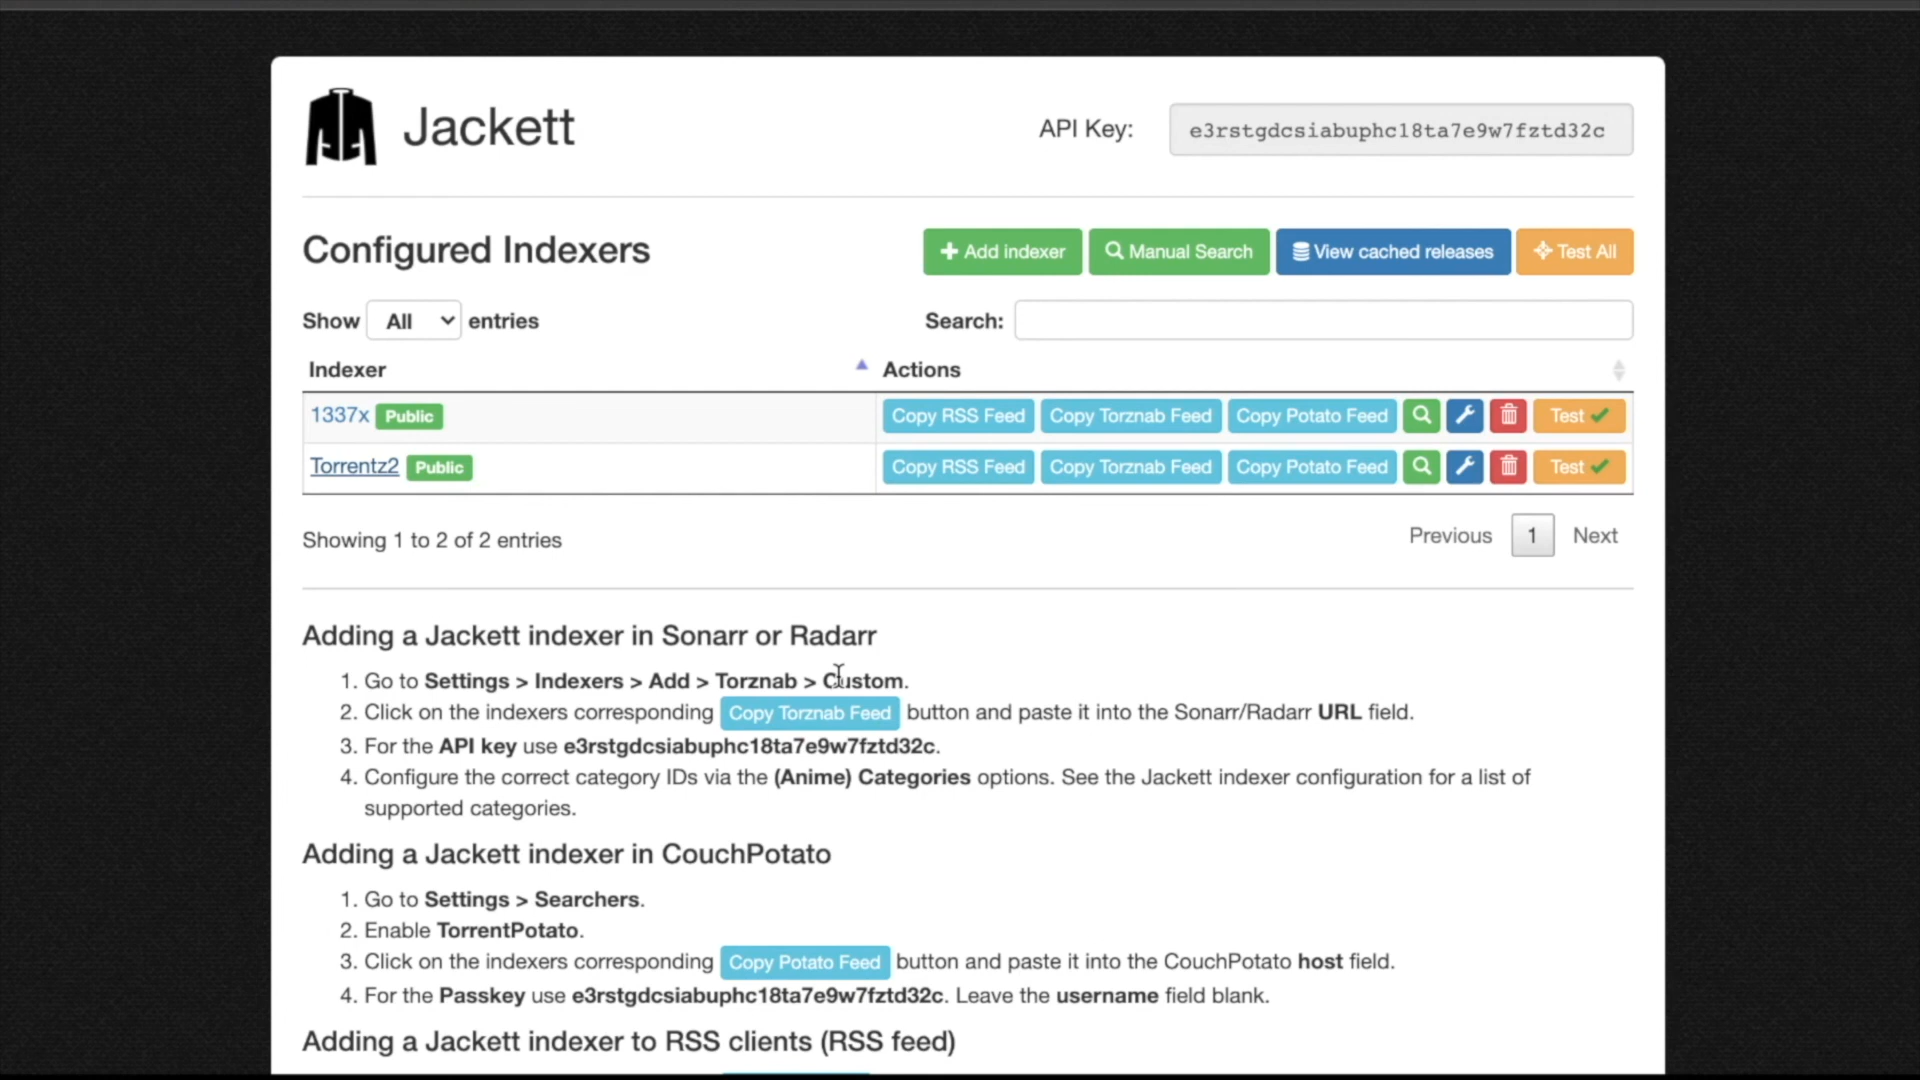 Jackett
API Key: e3rstgdcsiabuphc18ta7e9w7fztd32c
Configured Indexers
Add indexer Manual Search View cached releases Test All
Show All entries Search:
Indexer Actions
1337x Public Copy RSS Feed Copy Torznab Feed Copy Potato Feed Test
Torrentz2 Public Copy RSS Feed Copy Torznab Feed Copy Potato Feed Test
Showing 1 to 2 of 2 entries Previous 1 Next
Adding a Jackett indexer in Sonarr or Radarr
1. Go to Settings > Indexers > Add > Torznab > Custom.
2. Click on the indexers corresponding Copy Torznab Feed button and paste it into the Sonarr/Radarr URL field.
3. For the API key use e3rstgdcsiabuphc18ta7e9w7fztd32c.
4. Configure the correct category IDs via the (Anime) Categories options. See the Jackett indexer configuration for a list of
supported categories.
Adding a Jackett indexer in CouchPotato
1. Go to Settings > Searchers.
2. Enable TorrentPotato.
3. Click on the indexers corresponding Copy Potato Feed button and paste it into the CouchPotato host field.
4. For the Passkey use e3rstgdcsiabuphc18ta7e9w7fztd32c. Leave the username field blank.
Adding a Jackett indexer to RSS clients (RSS feed)